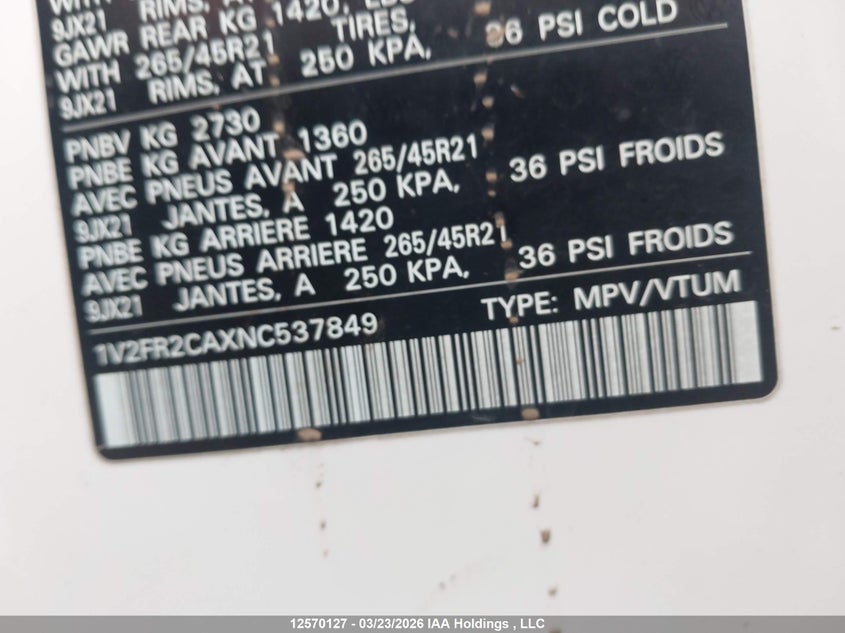 9JX21 RIMS, AT
GAWR REAR KG 1420, LBS
WITH 265/45R21 TIRES,
9JX21 RIMS, AT 250 KPA, 36 PSI COLD
PNBV KG 2730
PNBE KG AVANT 1360
AVEC PNEUS AVANT 265/45R21
9JX21 JANTES, A 250 KPA, 36 PSI FROIDS
PNBE KG ARRIERE 1420
AVEC PNEUS ARRIERE 265/45R21
9JX21 JANTES, A 250 KPA, 36 PSI FROIDS
1V2FR2CAXNC537849 TYPE: MPV/VTUM
12570127 - 03/23/2026 IAA Holdings , LLC